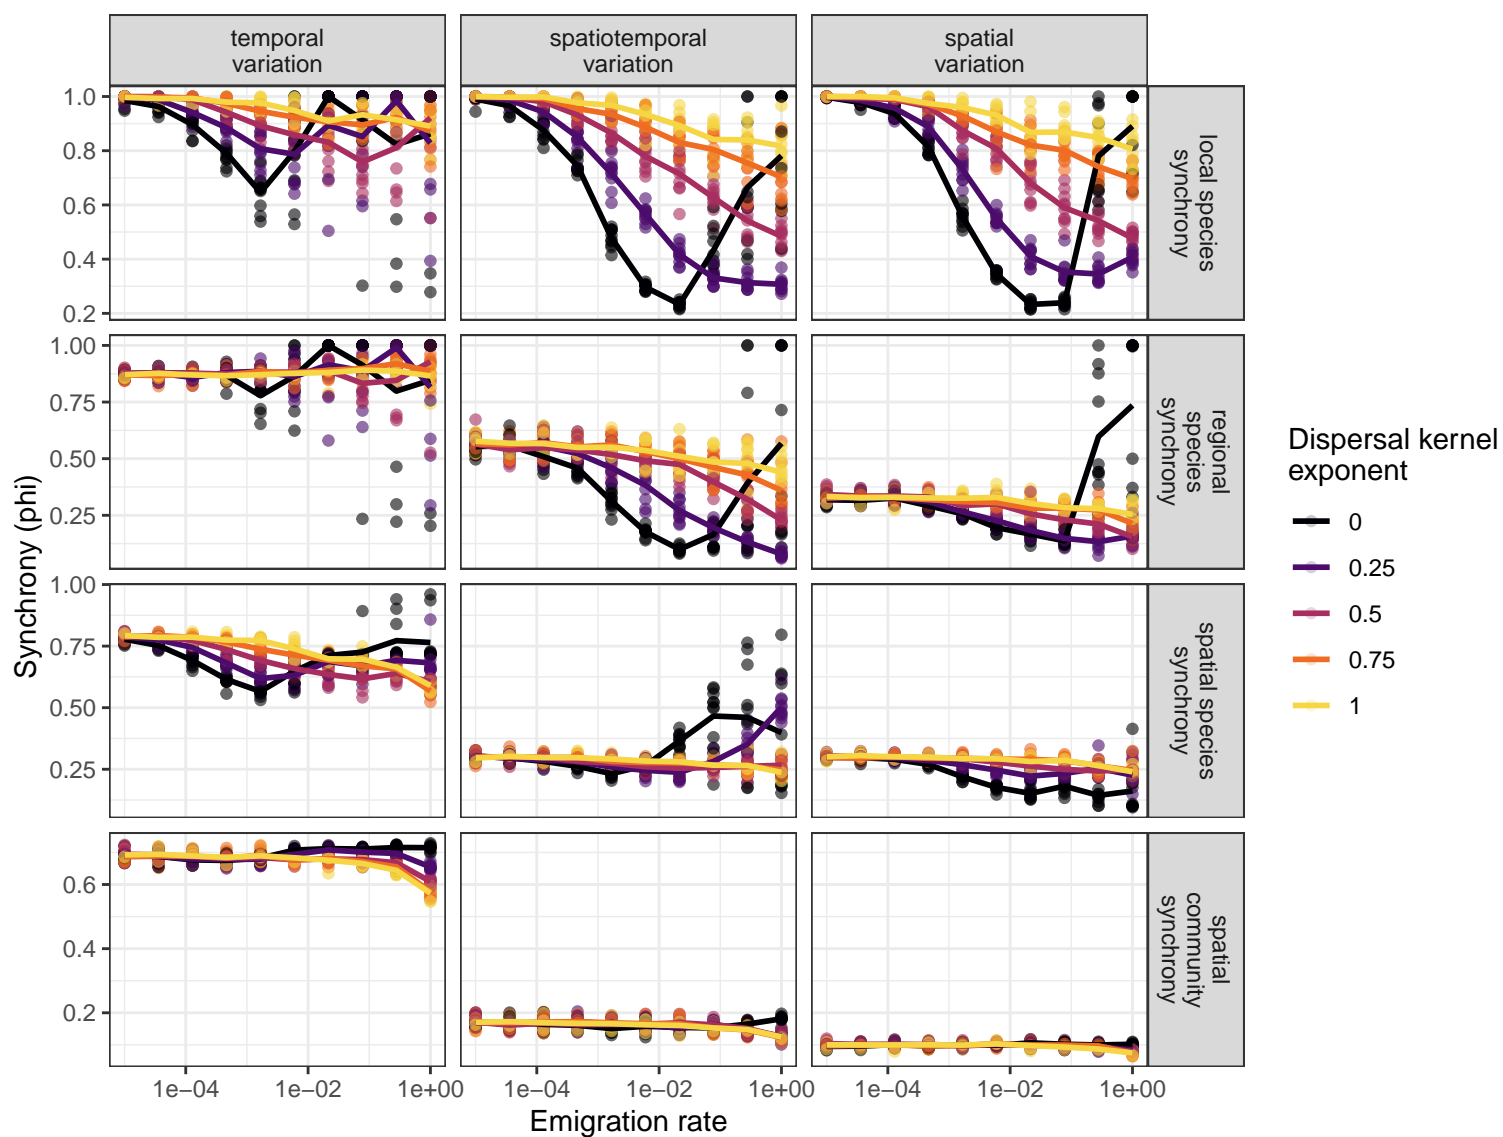 temporal
variation
spatiotemporal
variation
spatial
variation
1.0
0.8
0.6
0.4
0.2
local species
synchrony
1.00
0.75
0.50
0.25
regional
species
synchrony
1.00
0.75
0.50
0.25
spatial species
synchrony
0.6
0.4
0.2
spatial
community
synchrony
Synchrony (phi)
1e−04
1e−02
1e+00
1e−04
1e−02
1e+00
1e−04
1e−02
1e+00
Emigration rate
Dispersal kernel
exponent
0
0.25
0.5
0.75
1